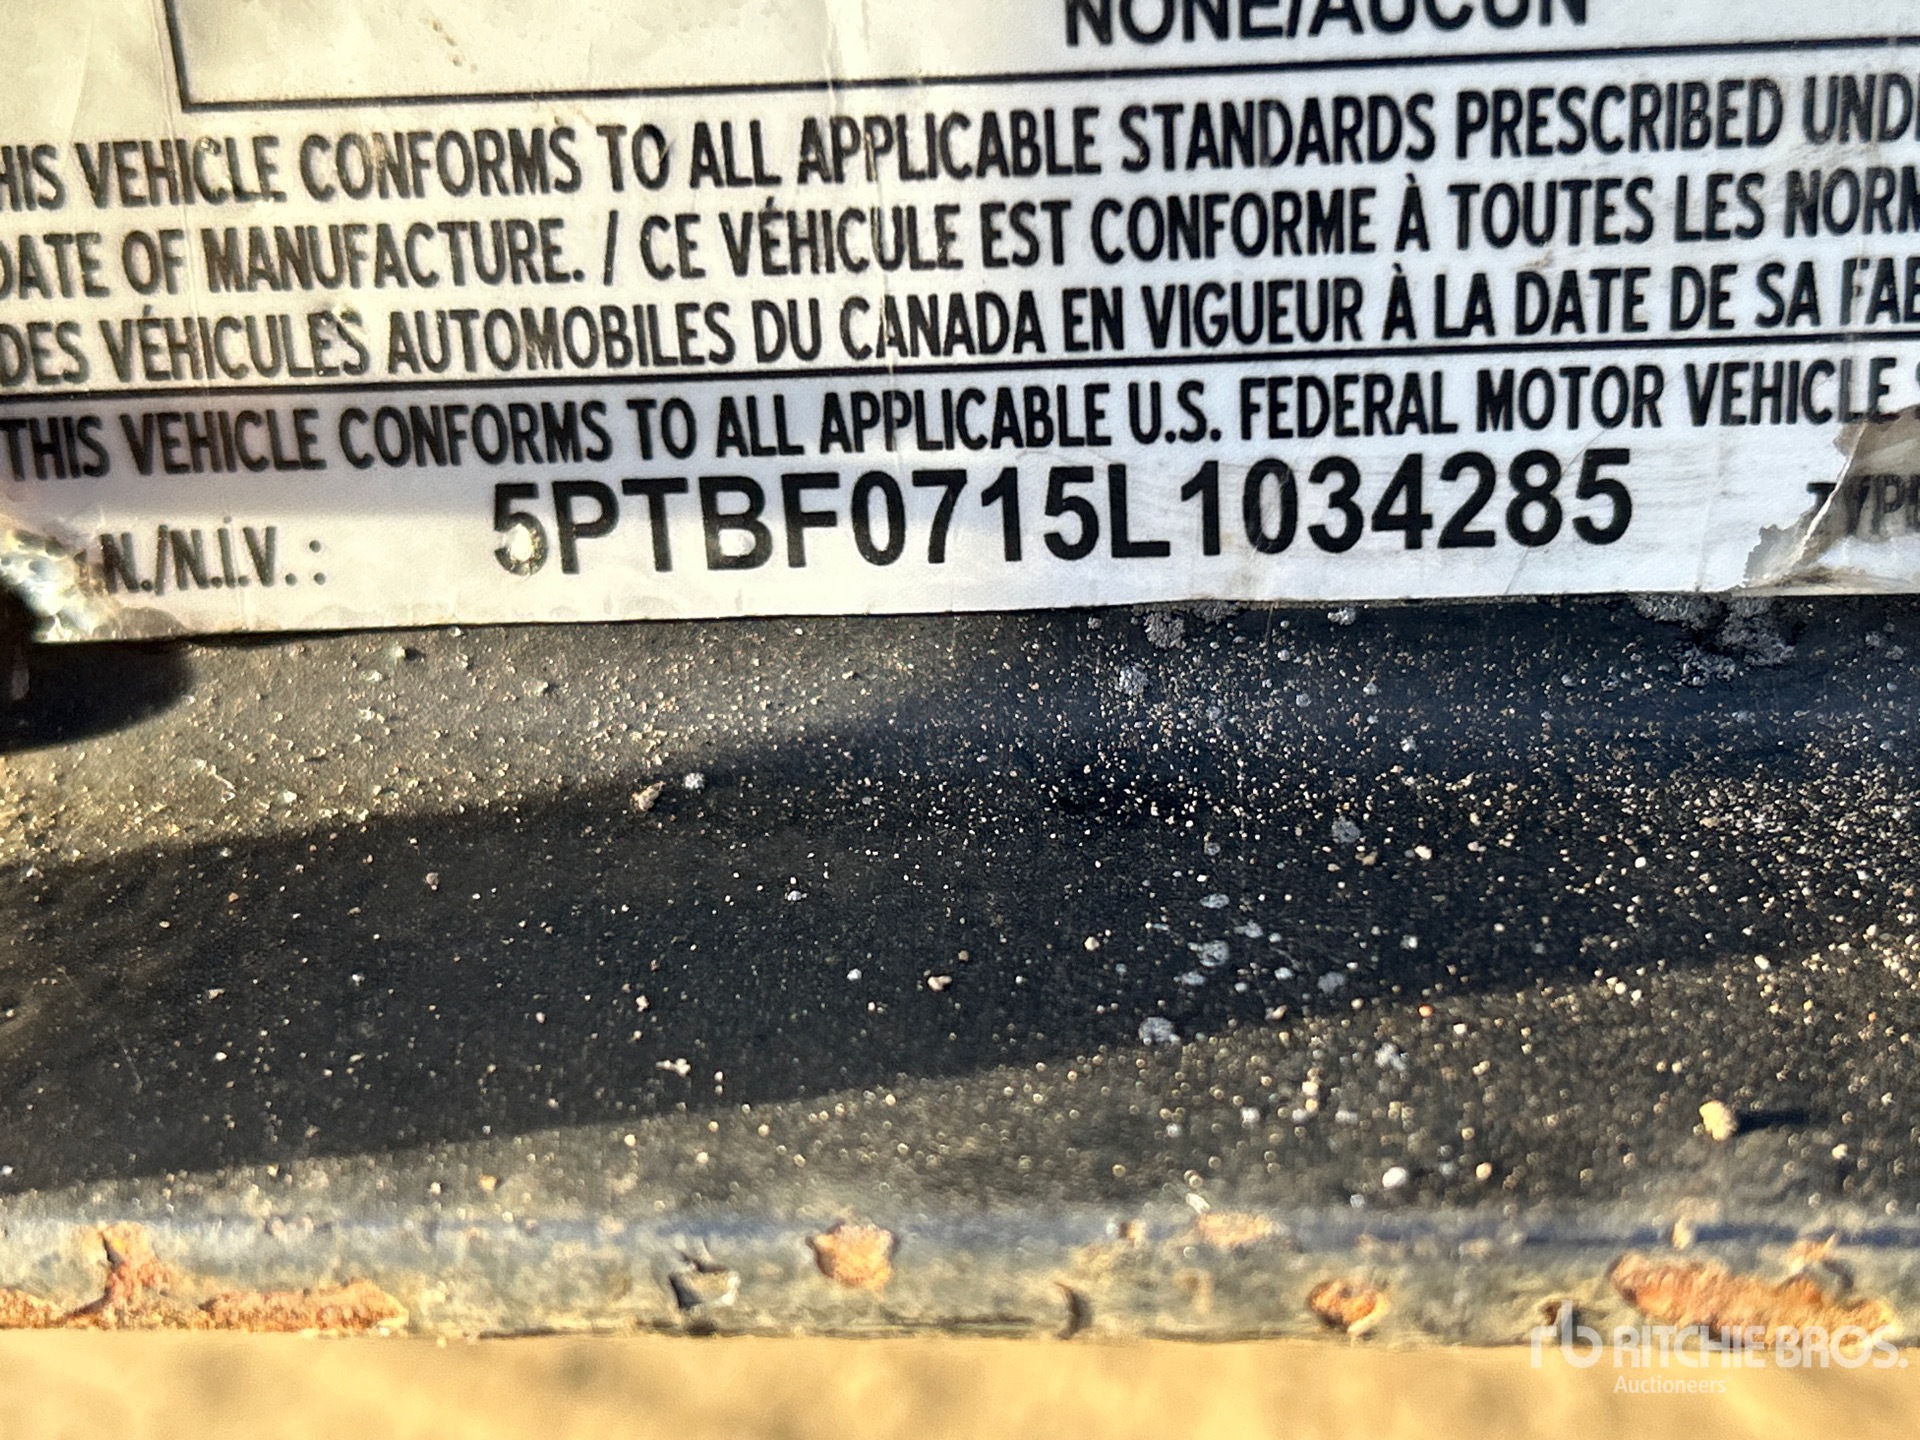 NONE/AUCUN
HIS VEHICLE CONFORMS TO ALL APPLICABLE STANDARDS PRESCRIBED UND
DATE OF MANUFACTURE. / CE VÉHICULE EST CONFORME À TOUTES LES NORM
DES VÉHICULES AUTOMOBILES DU CANADA EN VIGUEUR À LA DATE DE SA FAB
THIS VEHICLE CONFORMS TO ALL APPLICABLE U.S. FEDERAL MOTOR VEHICLE S
N./N.I.V. : 5PTBF0715L1034285 TYPE
rb RITCHIE BROS.
Auctioneers